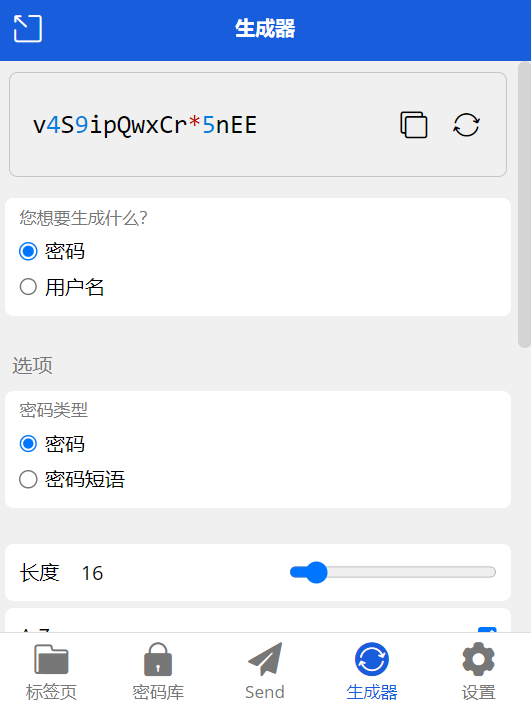 生成器
v4S9ipQwxCr*5nEE
您想要生成什么?
密码
用户名
选项
密码类型
密码
密码短语
长度 16
标签页 密码库 Send 生成器 设置